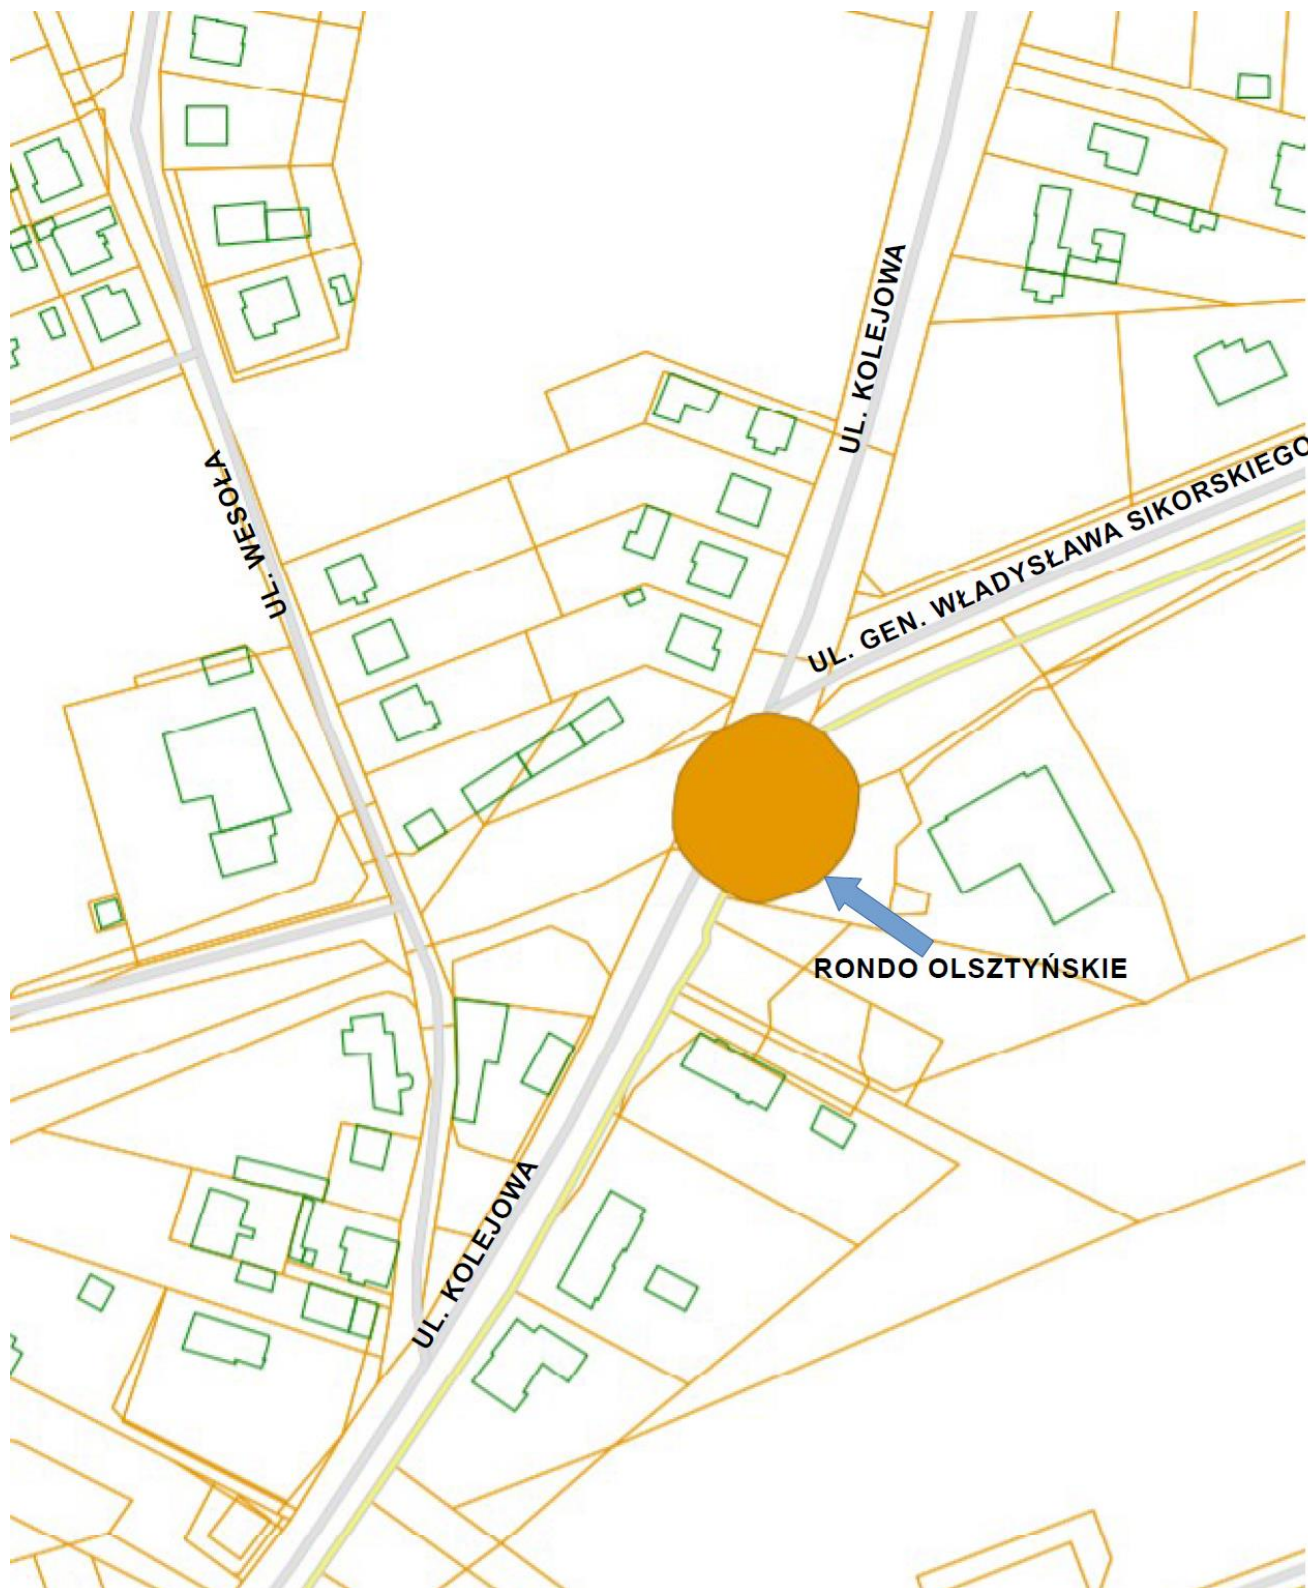 UL. KOLEJOWA
UL. GEN. WŁADYSŁAWA SIKORSKIEGO
UL. WESOŁA
RONDO OLSZTYŃSKIE
UL. KOLEJOWA